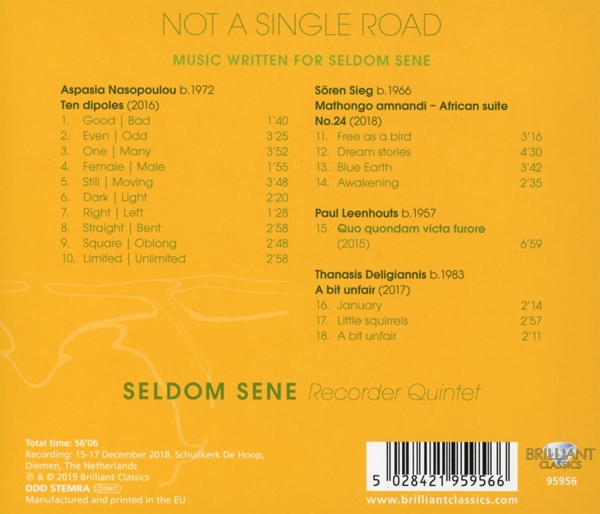 NOT A SINGLE ROAD
MUSIC WRITTEN FOR SELDOM SENE
Aspasia Nasopoulou b.1972
Ten dipoles (2016)
1. Good | Bad 1'40
2. Even | Odd 3'25
3. One | Many 3'52
4. Female | Male 1'55
5. Still | Moving 3'48
6. Dark | Light 2'20
7. Right | Left 1'28
8. Straight | Bent 2'58
9. Square | Oblong 2'48
10. Limited | Unlimited 2'58
Sören Sieg b.1966
Mathongo amnandi – African suite
No.24 (2018)
11. Free as a bird 3'16
12. Dream stories 4'30
13. Blue Earth 3'42
14. Awakening 2'35
Paul Leenhouts b.1957
15. Quo quondam victa furore
(2015) 6'59
Thanasis Deligiannis b.1983
A bit unfair (2017)
16. January 2'14
17. Little squirrels 2'57
18. A bit unfair 2'11
SELDOM SENE Recorder Quintet
Total time: 56'06
Recording: 15-17 December 2018. Schuilkerk De Hoop,
Diemen, The Netherlands
℗ & © 2019 Brilliant Classics
DDD STEMRA
Manufactured and printed in the EU
5 028421 959566
www.brilliantclassics.com
BRILLIANT
CLASSICS
95956